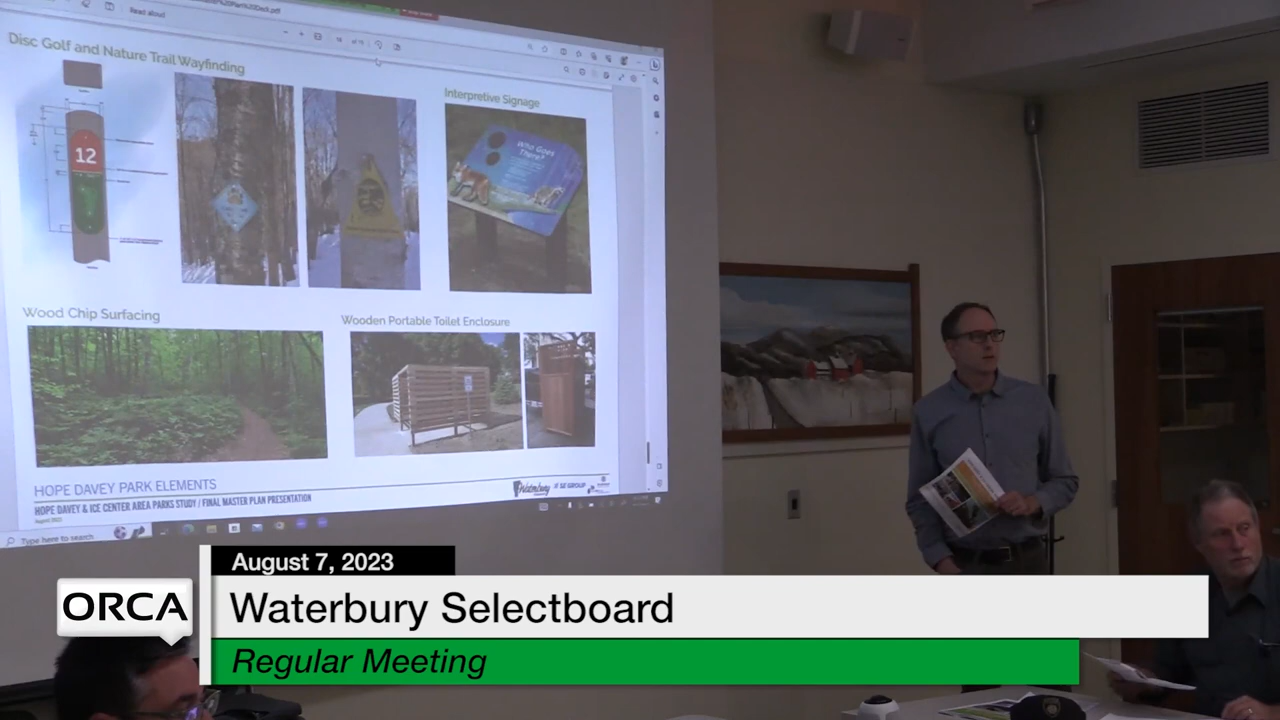 Read aloud
Disc Golf and Nature Trail Wayfinding
Interpretive Signage
12
Who Goes
There?
Wood Chip Surfacing
Wooden Portable Toilet Enclosure
HOPE DAVEY PARK ELEMENTS
HOPE DAVEY & ICE CENTER AREA PARKS STUDY / FINAL MASTER PLAN PRESENTATION
August 2023
Waterbury
SE GROUP
Type here to search
August 7, 2023
ORCA
Waterbury Selectboard
Regular Meeting